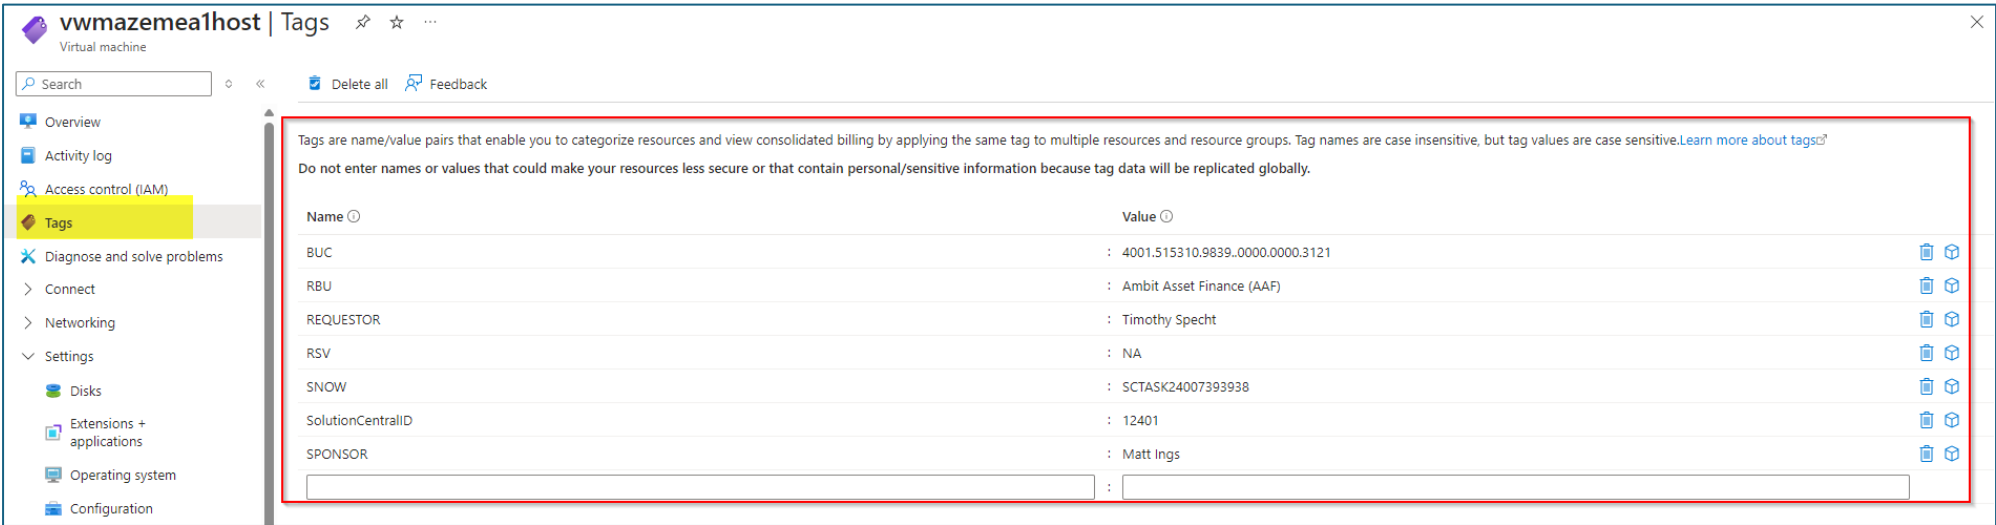 vwmazemea1host | Tags
Virtual machine
Search
Delete all
Feedback
Overview
Activity log
Access control (IAM)
Tags
Diagnose and solve problems
Connect
Networking
Settings
Disks
Extensions +
applications
Operating system
Configuration
Tags are name/value pairs that enable you to categorize resources and view consolidated billing by applying the same tag to multiple resources and resource groups. Tag names are case insensitive, but tag values are case sensitive.Learn more about tags
Do not enter names or values that could make your resources less secure or that contain personal/sensitive information because tag data will be replicated globally.
Name Value
BUC : 4001.515310.9839..0000.0000.3121
RBU : Ambit Asset Finance (AAF)
REQUESTOR : Timothy Specht
RSV : NA
SNOW : SCTASK24007393938
SolutionCentralID : 12401
SPONSOR : Matt Ings
: